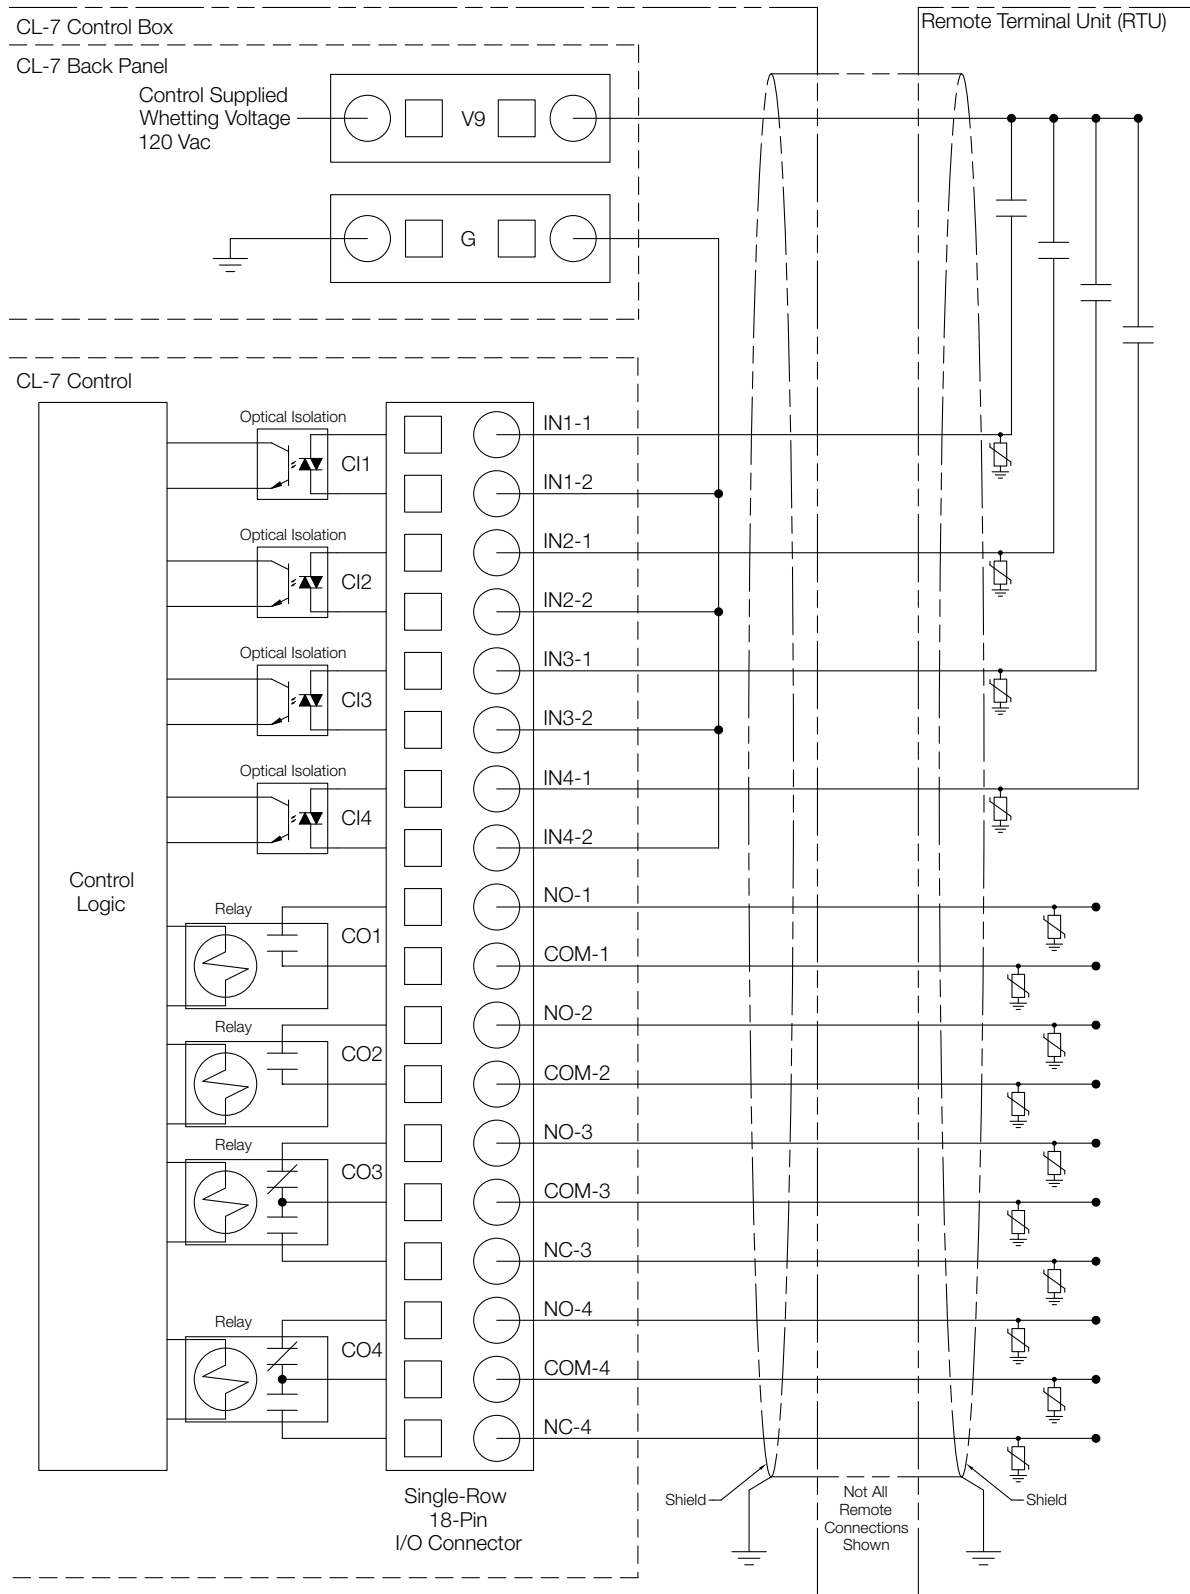 CL-7 Control Box
Remote Terminal Unit (RTU)
CL-7 Back Panel
Control Supplied
Whetting Voltage
120 Vac
V9
G
CL-7 Control
Optical Isolation
CI1
IN1-1
IN1-2
Optical Isolation
CI2
IN2-1
IN2-2
Optical Isolation
CI3
IN3-1
IN3-2
Optical Isolation
CI4
IN4-1
IN4-2
Control
Logic
Relay
CO1
NO-1
COM-1
Relay
CO2
NO-2
COM-2
Relay
CO3
NO-3
COM-3
NC-3
Relay
CO4
NO-4
COM-4
NC-4
Single-Row
18-Pin
I/O Connector
Shield
Not All
Remote
Connections
Shown
Shield